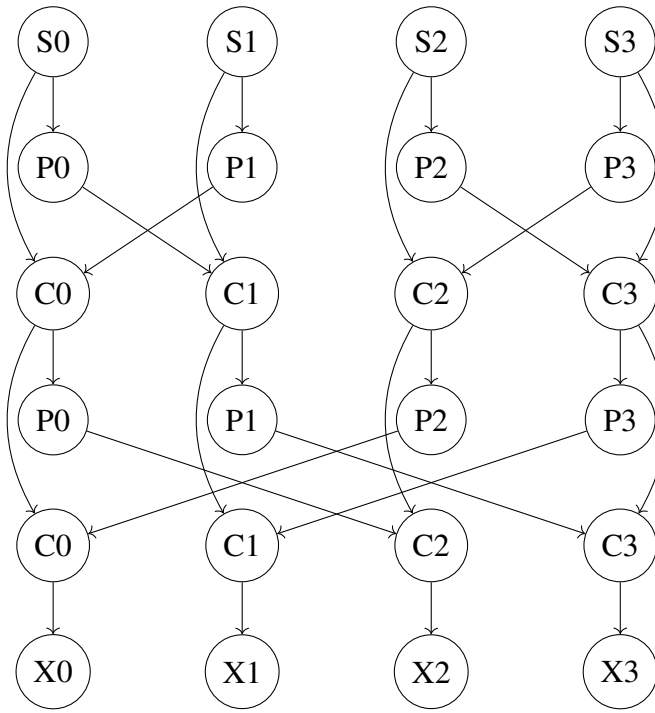 S0 S1 S2 S3
P0 P1 P2 P3
C0 C1 C2 C3
P0 P1 P2 P3
C0 C1 C2 C3
X0 X1 X2 X3